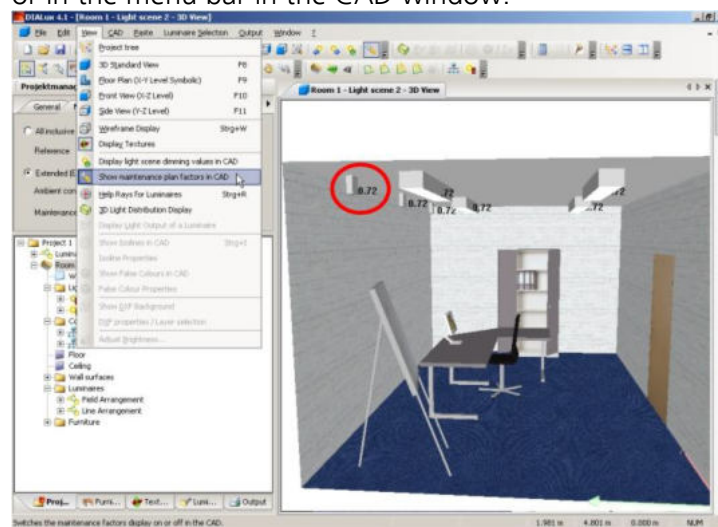 or in the menu bar in the CAD window.
DIALux 4.1 - [Room 1 - Light scene 2 - 3D View]
File Edit View CAD Paste Luminaire Selection Output Window ?
Project tree
3D Standard View F8
Floor Plan (X-Y Level Symbolic) F9
Front View (X-Z Level) F10
Side View (Y-Z Level) F11
Wireframe Display Strg+W
Display Textures
Display light scene dimming values in CAD
Show maintenance plan factors in CAD
Help Rays for Luminaires Strg+R
3D Light Distribution Display
Display Light Output of a Luminaire
Show Isolines in CAD Strg+I
Isoline Properties
Show False Colours in CAD
False Colour Properties
Show DXF Background
DXF properties / Layer selection
Adjust Brightness...
Projektmanag
General
All inclusive
Reference
Extended (E
Ambient con
Maintenance
Project 1
Lumin
Room
W
Floor
Ceiling
Wall surfaces
Luminaires
Field Arrangement
Line Arrangement
Furniture
Proj... Furni... Text... Lumi... Output
Room 1 - Light scene 2 - 3D View
0.72
.72
0.72
0.72
0.72
.72
.72
Switches the maintenance factors display on or off in the CAD.
1.981 m 4.801 m 0.000 m NUM